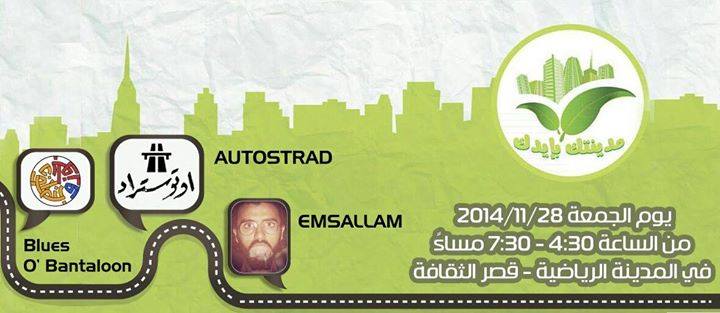 مدينتك بإيدك
اوتوستراد
AUTOSTRAD
Blues
O' Bantaloon
EMSALLAM
يوم الجمعة 2014/11/28
من الساعة 4:30 - 7:30 مساءً
في المدينة الرياضية - قصر الثقافة